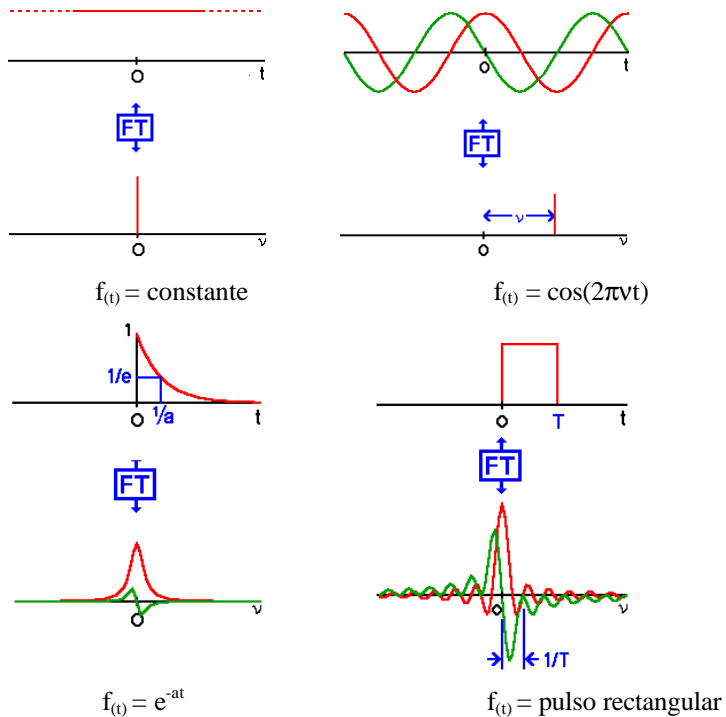 O t
O t
FT
FT
ν
O ν
O ν
f(t) = constante
f(t) = cos(2πνt)
1
1/e
O 1/a t
O T t
FT
FT
O ν
O ν
1/T
f(t) = e-at
f(t) = pulso rectangular